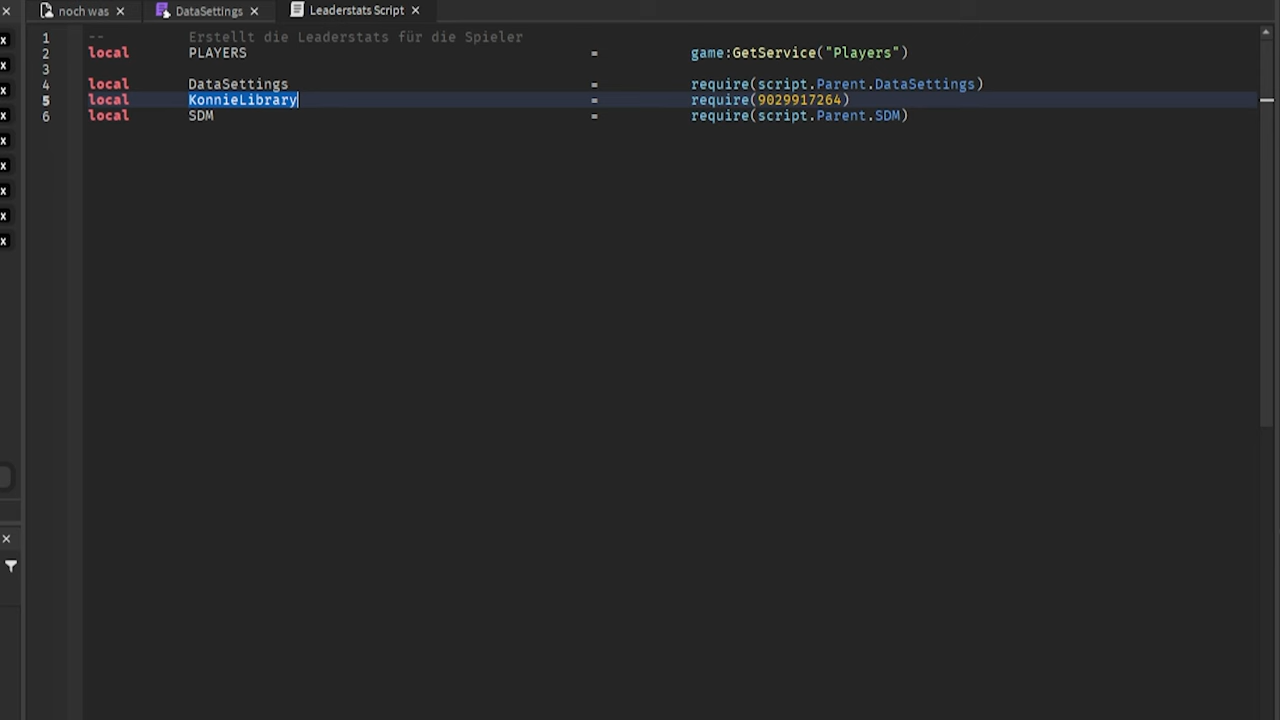 noch was DataSettings Leaderstats Script
1 -- Erstellt die Leaderstats für die Spieler
2 local PLAYERS = game:GetService("Players")
3
4 local DataSettings = require(script.Parent.DataSettings)
5 local KonnieLibrary = require(9029917264)
6 local SDM = require(script.Parent.SDM)